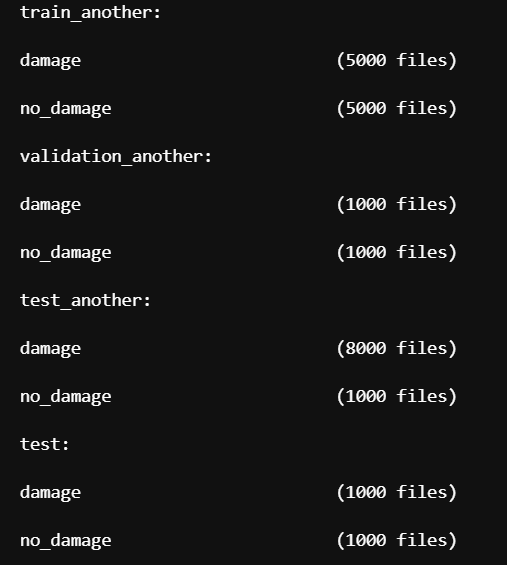 train_another:
damage (5000 files)
no_damage (5000 files)
validation_another:
damage (1000 files)
no_damage (1000 files)
test_another:
damage (8000 files)
no_damage (1000 files)
test:
damage (1000 files)
no_damage (1000 files)